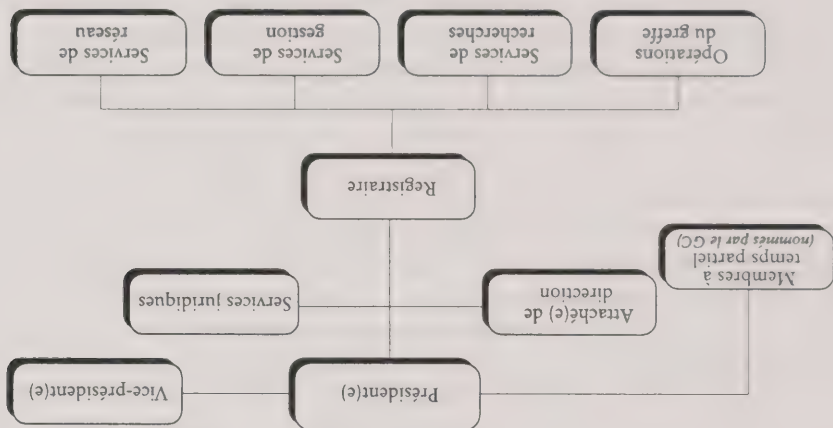 Président(e)
Vice-président(e)
Attaché(e) de
direction
Services juridiques
Membres à
temps partiel
(nommés par le GC)
Registraire
Opérations
du greffe
Services de
recherches
Services de
gestion
Services de
réseau